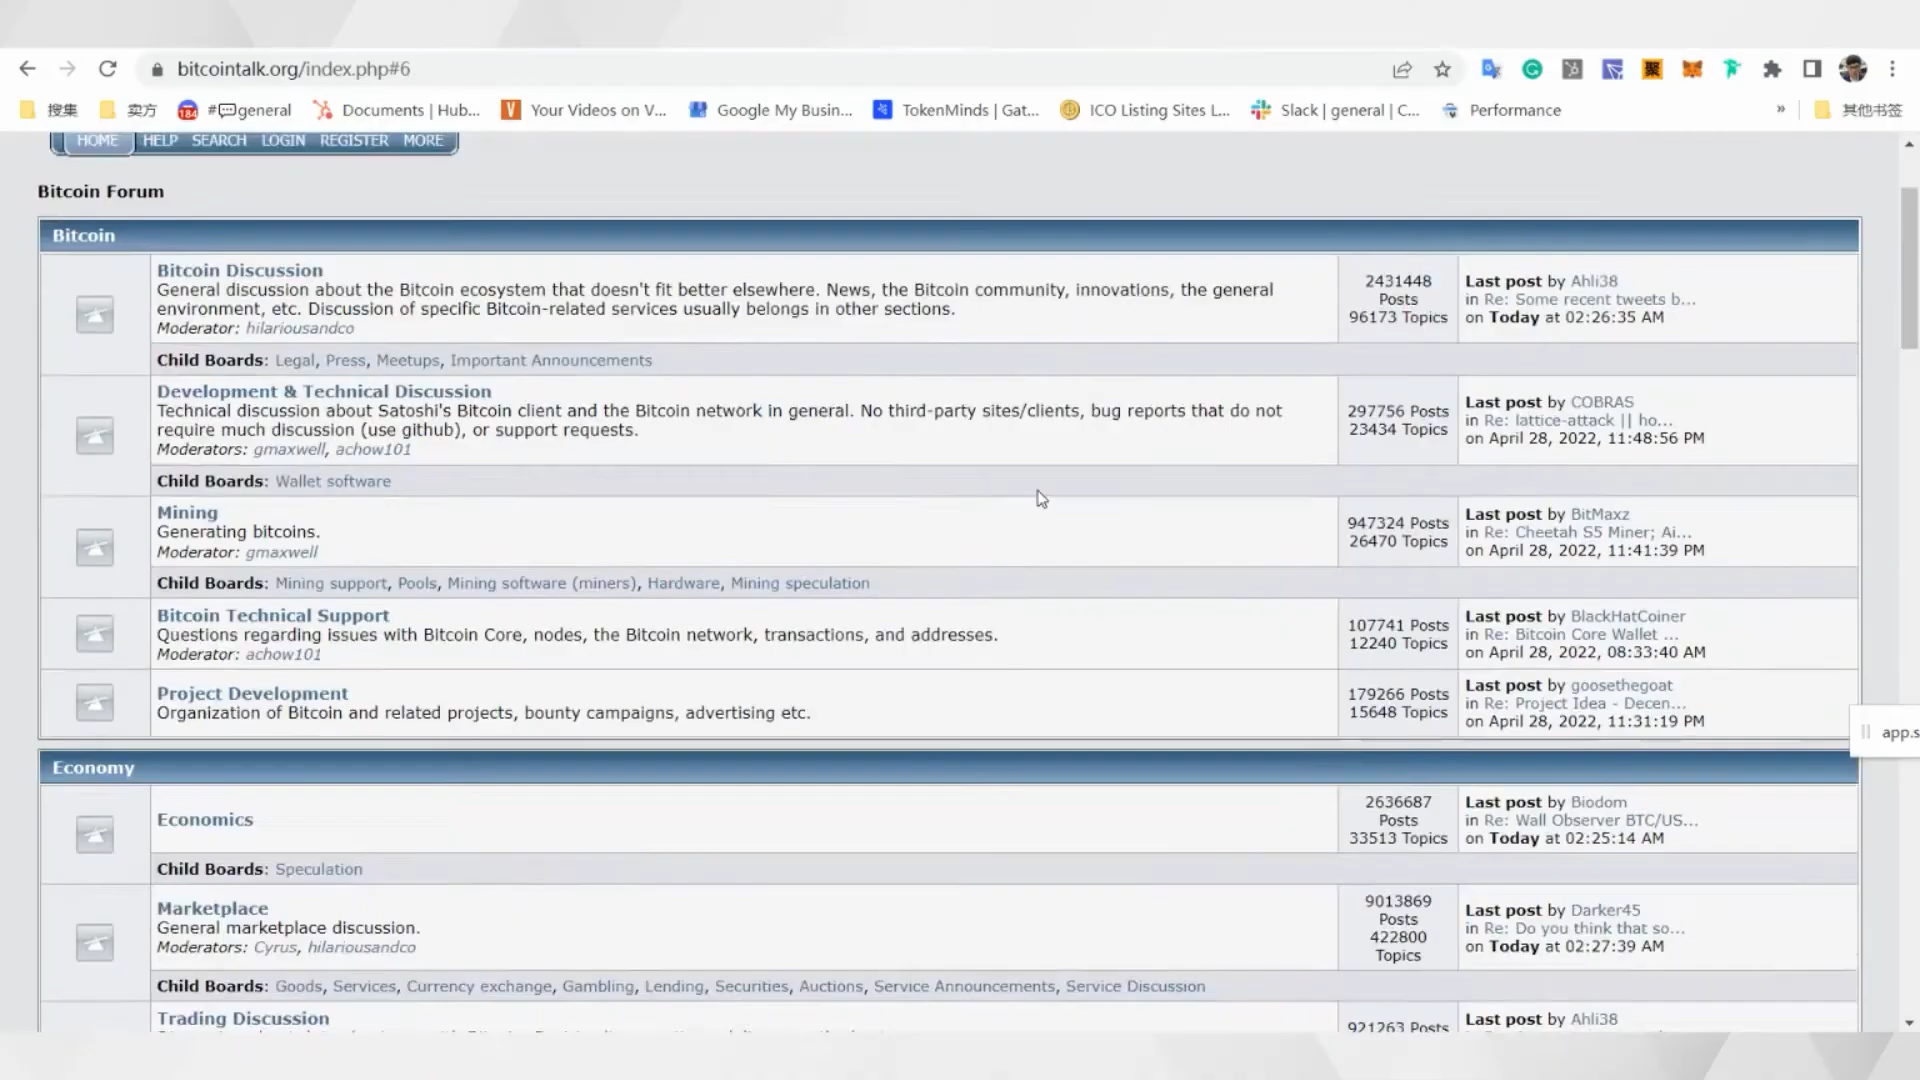 bitcointalk.org/index.php#6
搜集 卖方 184 #💬general Documents | Hub... Your Videos on V... Google My Busin... TokenMinds | Gat... ICO Listing Sites L... Slack | general | C... Performance » 其他书签
HOME HELP SEARCH LOGIN REGISTER MORE
Bitcoin Forum
Bitcoin
Bitcoin Discussion
General discussion about the Bitcoin ecosystem that doesn't fit better elsewhere. News, the Bitcoin community, innovations, the general
environment, etc. Discussion of specific Bitcoin-related services usually belongs in other sections.
Moderator: hilariousandco
2431448
Posts
96173 Topics
Last post by Ahli38
in Re: Some recent tweets b...
on Today at 02:26:35 AM
Child Boards: Legal, Press, Meetups, Important Announcements
Development & Technical Discussion
Technical discussion about Satoshi's Bitcoin client and the Bitcoin network in general. No third-party sites/clients, bug reports that do not
require much discussion (use github), or support requests.
Moderators: gmaxwell, achow101
297756 Posts
23434 Topics
Last post by COBRAS
in Re: lattice-attack || ho...
on April 28, 2022, 11:48:56 PM
Child Boards: Wallet software
Mining
Generating bitcoins.
Moderator: gmaxwell
947324 Posts
26470 Topics
Last post by BitMaxz
in Re: Cheetah S5 Miner; Ai...
on April 28, 2022, 11:41:39 PM
Child Boards: Mining support, Pools, Mining software (miners), Hardware, Mining speculation
Bitcoin Technical Support
Questions regarding issues with Bitcoin Core, nodes, the Bitcoin network, transactions, and addresses.
Moderator: achow101
107741 Posts
12240 Topics
Last post by BlackHatCoiner
in Re: Bitcoin Core Wallet ...
on April 28, 2022, 08:33:40 AM
Project Development
Organization of Bitcoin and related projects, bounty campaigns, advertising etc.
179266 Posts
15648 Topics
Last post by goosethegoat
in Re: Project Idea - Decen...
on April 28, 2022, 11:31:19 PM
app.s
Economy
Economics
2636687
Posts
33513 Topics
Last post by Biodom
in Re: Wall Observer BTC/US...
on Today at 02:25:14 AM
Child Boards: Speculation
Marketplace
General marketplace discussion.
Moderators: Cyrus, hilariousandco
9013869
Posts
422800
Topics
Last post by Darker45
in Re: Do you think that so...
on Today at 02:27:39 AM
Child Boards: Goods, Services, Currency exchange, Gambling, Lending, Securities, Auctions, Service Announcements, Service Discussion
Trading Discussion
921263 Posts
Last post by Ahli38